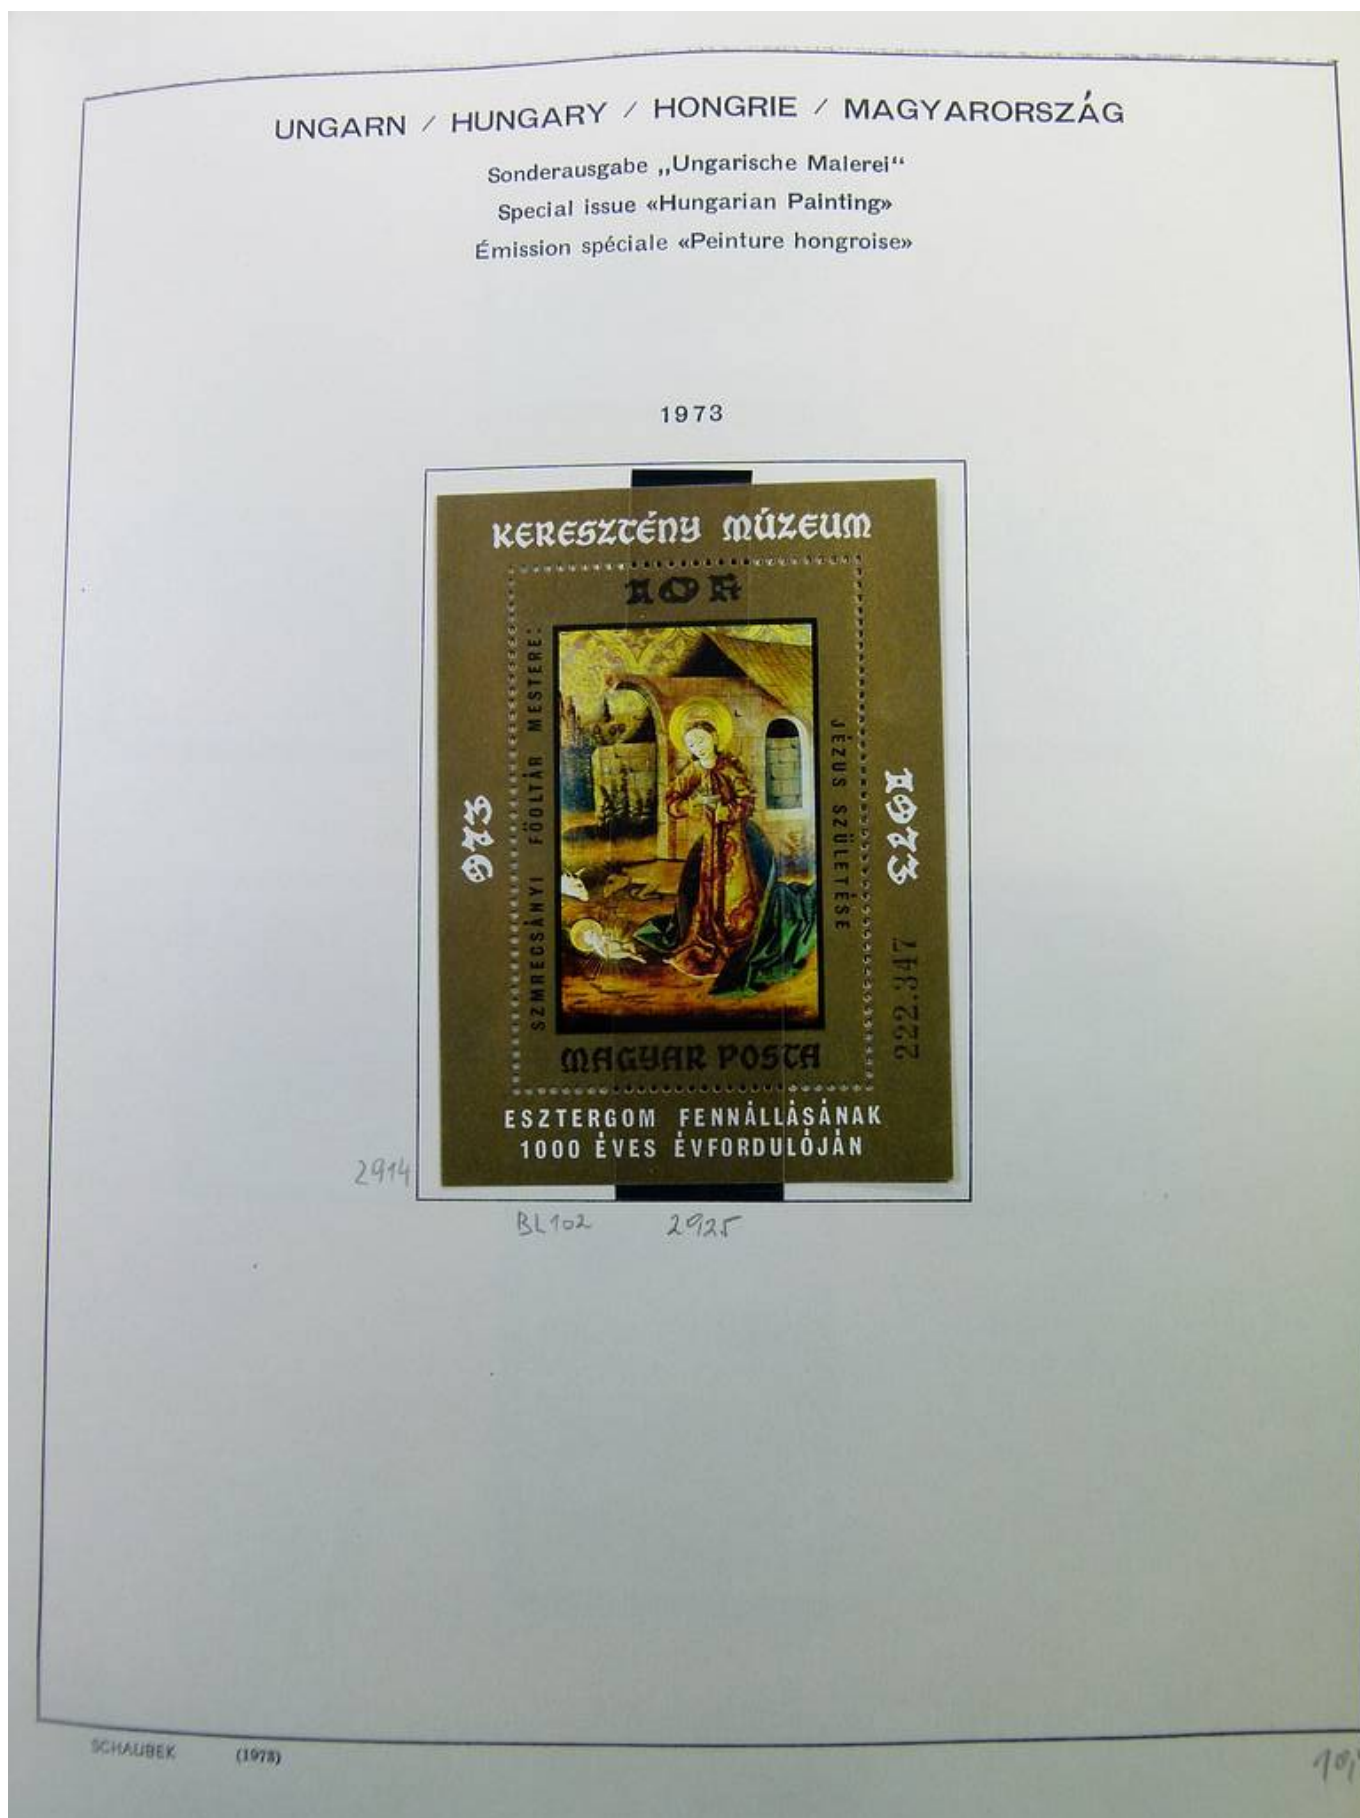 UNGARN / HUNGARY / HONGRIE / MAGYARORSZÁG
Sonderausgabe „Ungarische Malerei“
Special issue «Hungarian Painting»
Émission spéciale «Peinture hongroise»
1973
KERESZTÉNY MÚZEUM
10 Ft
SZMRECSÁNYI FŐOLTÁR MESTERE:
JÉZUS SZÜLETÉSE
973
1973
222.347
MAGYAR POSTA
ESZTERGOM FENNÁLLÁSÁNAK
1000 ÉVES ÉVFORDULÓJÁN
2914
BL102 2925
SCHAUBEK (1973)